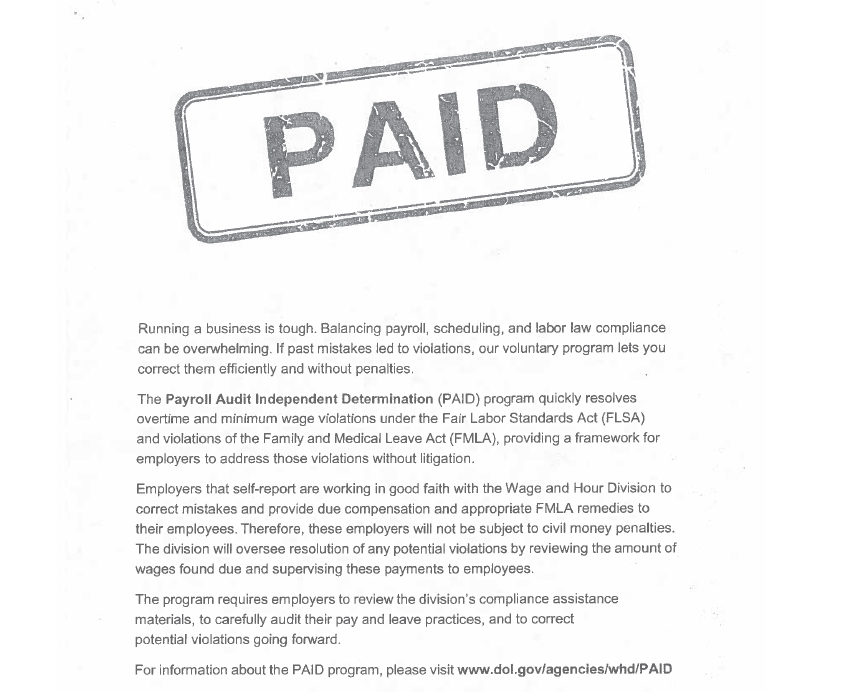 PAID
Running a business is tough. Balancing payroll, scheduling, and labor law compliance
can be overwhelming. If past mistakes led to violations, our voluntary program lets you
correct them efficiently and without penalties.
The Payroll Audit Independent Determination (PAID) program quickly resolves
overtime and minimum wage violations under the Fair Labor Standards Act (FLSA)
and violations of the Family and Medical Leave Act (FMLA), providing a framework for
employers to address those violations without litigation.
Employers that self-report are working in good faith with the Wage and Hour Division to
correct mistakes and provide due compensation and appropriate FMLA remedies to
their employees. Therefore, these employers will not be subject to civil money penalties.
The division will oversee resolution of any potential violations by reviewing the amount of
wages found due and supervising these payments to employees.
The program requires employers to review the division's compliance assistance
materials, to carefully audit their pay and leave practices, and to correct
potential violations going forward.
For information about the PAID program, please visit www.dol.gov/agencies/whd/PAID